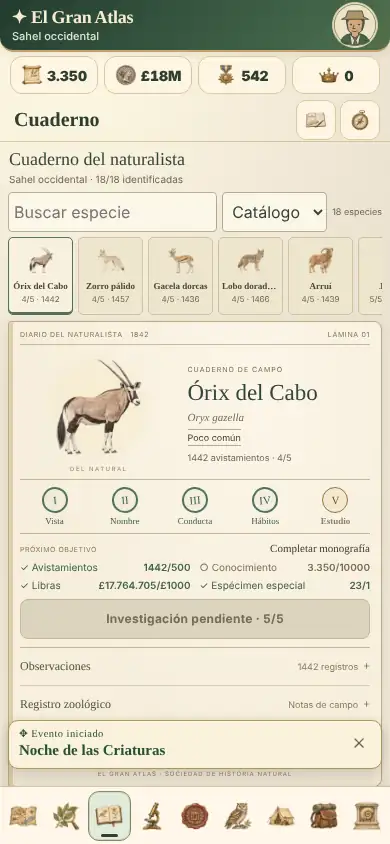 ✦ El Gran Atlas
Sahel occidental
3.350
£18M
542
0
Cuaderno
Cuaderno del naturalista
Sahel occidental · 18/18 identificadas
Buscar especie
Catálogo
18 especies
Órix del Cabo
4/5 · 1442
Zorro pálido
4/5 · 1457
Gacela dorcas
4/5 · 1436
Lobo dorad...
4/5 · 1466
Arruí
4/5 · 1439
5/5
DIARIO DEL NATURALISTA 1842
LÁMINA 01
CUADERNO DE CAMPO
Órix del Cabo
Oryx gazella
Poco común
1442 avistamientos · 4/5
DEL NATURAL
I
II
III
IV
V
Vista
Nombre
Conducta
Hábitos
Estudio
PRÓXIMO OBJETIVO
Completar monografía
✓ Avistamientos 1442/500
○ Conocimiento 3.350/10000
✓ Libras £17.764.705/£1000
✓ Espécimen especial 23/1
Investigación pendiente · 5/5
Observaciones
1442 registros +
Registro zoológico
Notas de campo +
✥ Evento iniciado
Noche de las Criaturas
×
EL GRAN ATLAS · SOCIEDAD DE HISTORIA NATURAL